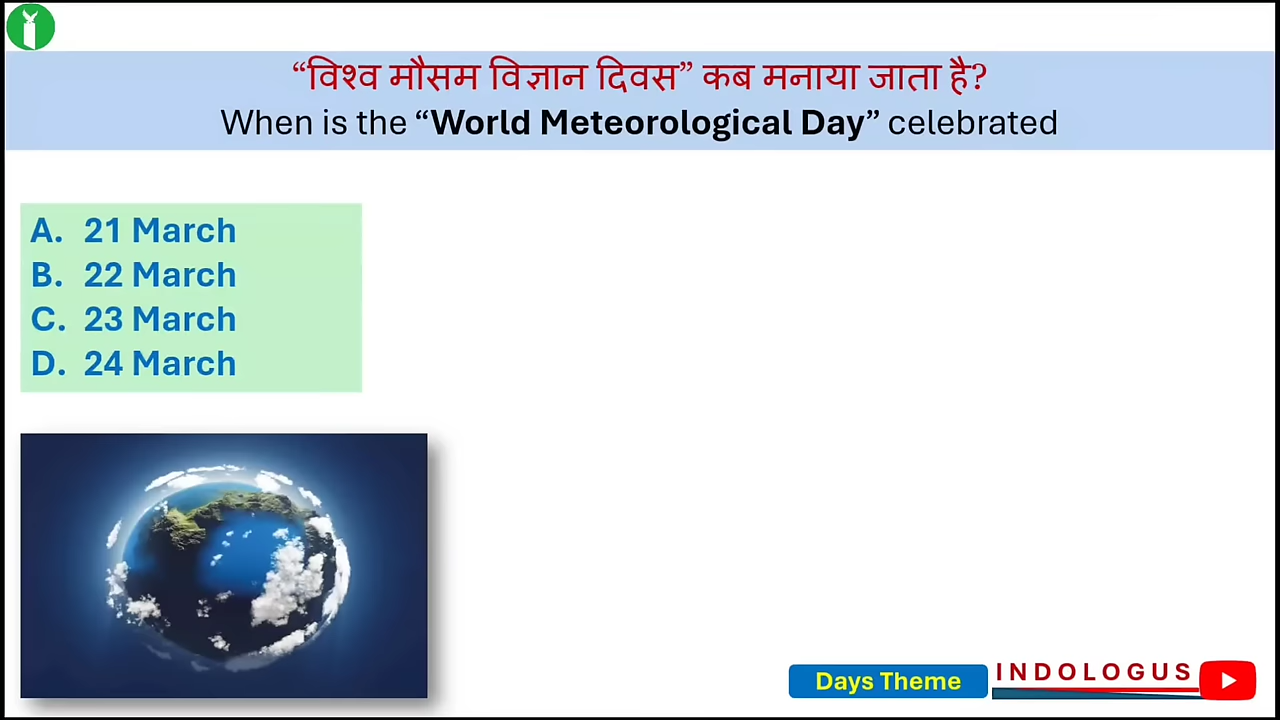 “विश्व मौसम विज्ञान दिवस” कब मनाया जाता है?
When is the “World Meteorological Day” celebrated
A. 21 March
B. 22 March
C. 23 March
D. 24 March
Days Theme
INDOLOGUS